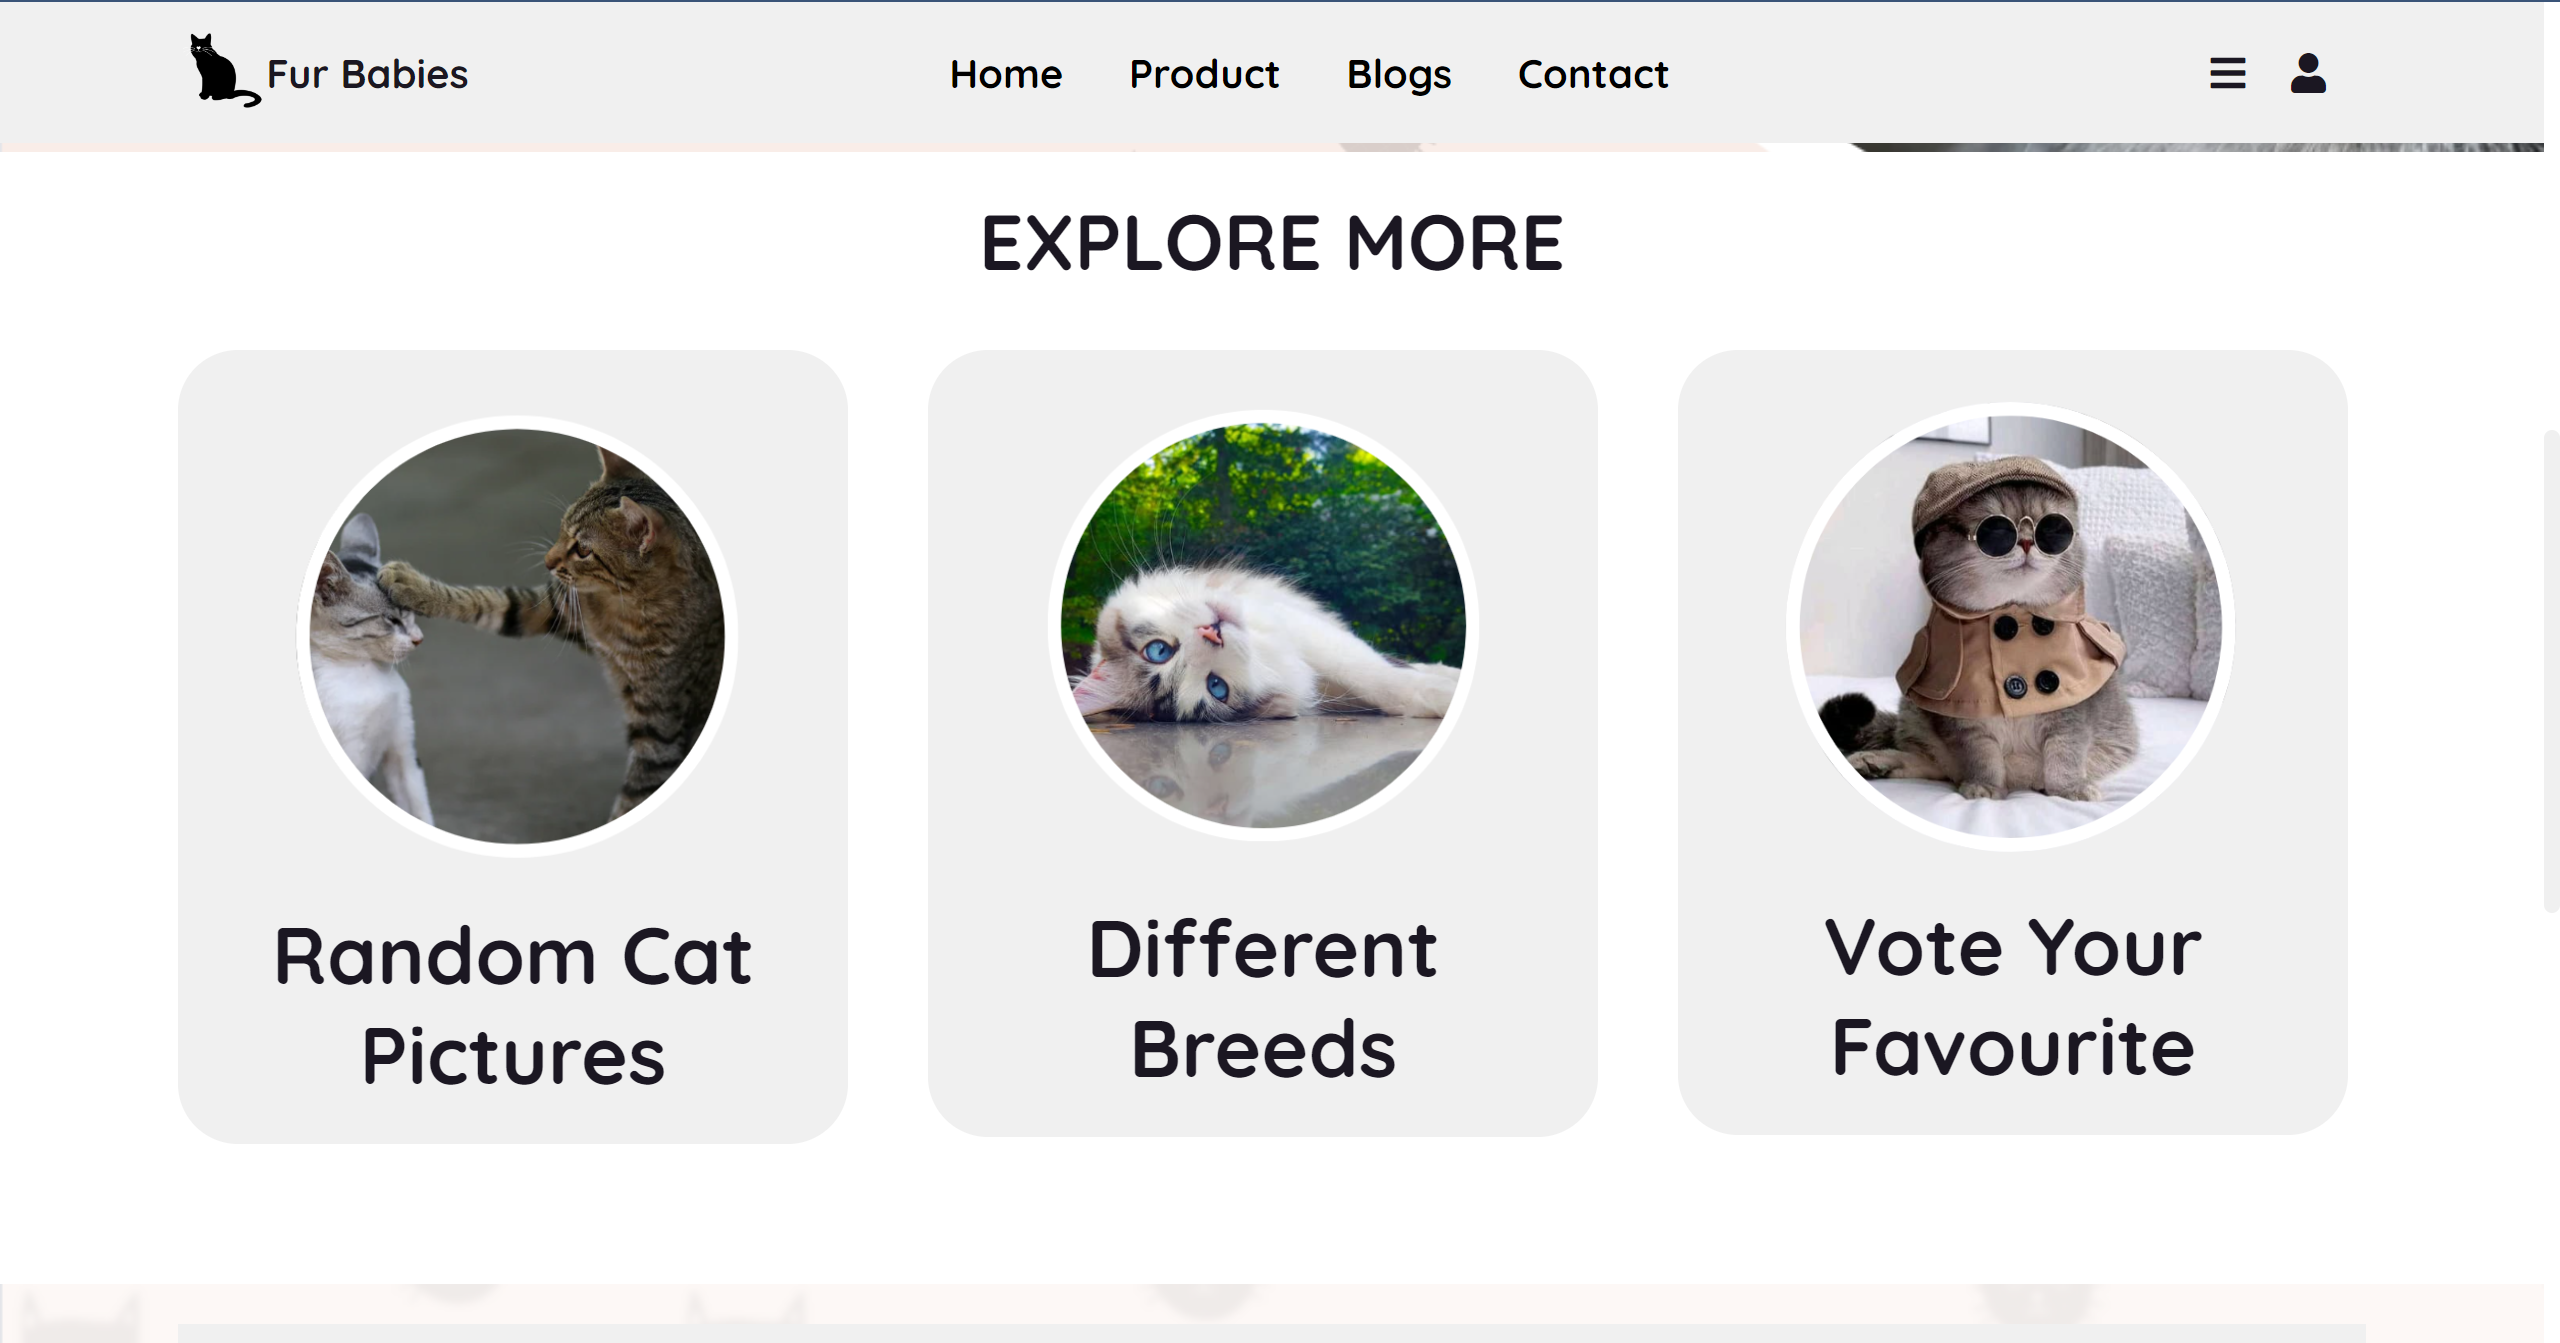 Fur Babies
Home Product Blogs Contact
EXPLORE MORE
Random Cat
Pictures
Different
Breeds
Vote Your
Favourite